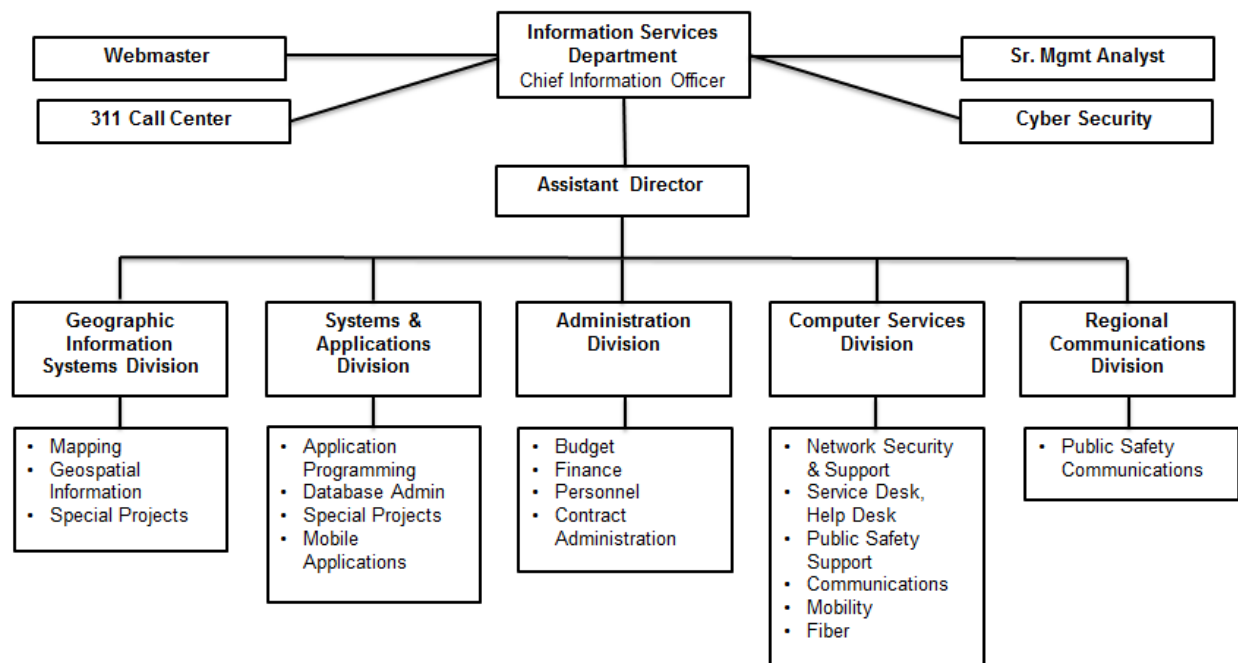 Information Services
Department
Chief Information Officer
Webmaster
Sr. Mgmt Analyst
311 Call Center
Cyber Security
Assistant Director
Geographic
Information
Systems Division
Systems &
Applications
Division
Administration
Division
Computer Services
Division
Regional
Communications
Division
• Mapping
• Geospatial
Information
• Special Projects
• Application
Programming
• Database Admin
• Special Projects
• Mobile
Applications
• Budget
• Finance
• Personnel
• Contract
Administration
• Network Security
& Support
• Service Desk,
Help Desk
• Public Safety
Support
• Communications
• Mobility
• Fiber
• Public Safety
Communications